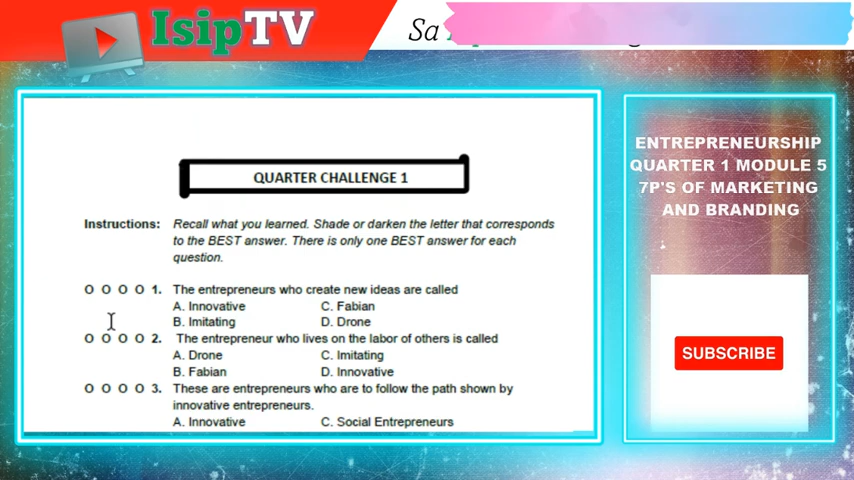 IsipTV
Sa
ENTREPRENEURSHIP
QUARTER 1 MODULE 5
7P'S OF MARKETING
AND BRANDING
SUBSCRIBE
QUARTER CHALLENGE 1
Instructions: Recall what you learned. Shade or darken the letter that corresponds
to the BEST answer. There is only one BEST answer for each
question.
O O O O 1. The entrepreneurs who create new ideas are called
A. Innovative C. Fabian
B. Imitating D. Drone
O O O O 2. The entrepreneur who lives on the labor of others is called
A. Drone C. Imitating
B. Fabian D. Innovative
O O O O 3. These are entrepreneurs who are to follow the path shown by
innovative entrepreneurs.
A. Innovative C. Social Entrepreneurs